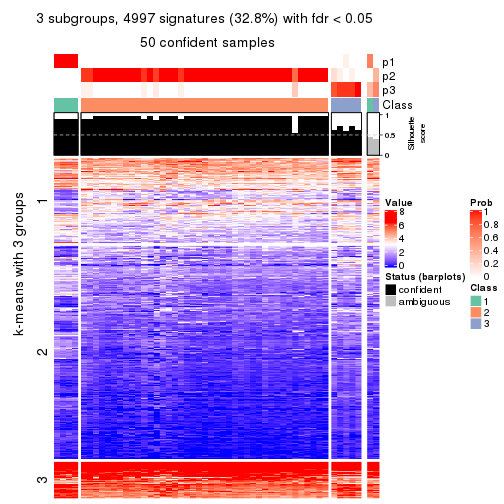 3 subgroups, 4997 signatures (32.8%) with fdr < 0.05
50 confident samples
p1
p2
p3
Class
1
0.5
0
Silhouette
score
k-means with 3 groups
1
2
3
Value
8
6
4
2
0
Status (barplots)
confident
ambiguous
Prob
1
0.8
0.6
0.4
0.2
0
Class
1
2
3